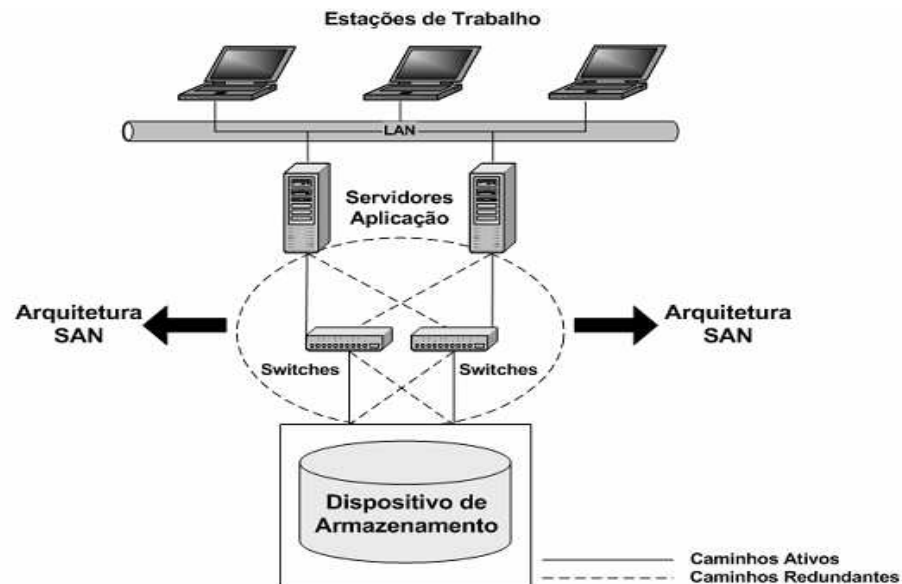 Estações de Trabalho
LAN
Servidores
Aplicação
Arquitetura
SAN
Arquitetura
SAN
Switches
Switches
Dispositivo de
Armazenamento
Caminhos Ativos
Caminhos Redundantes